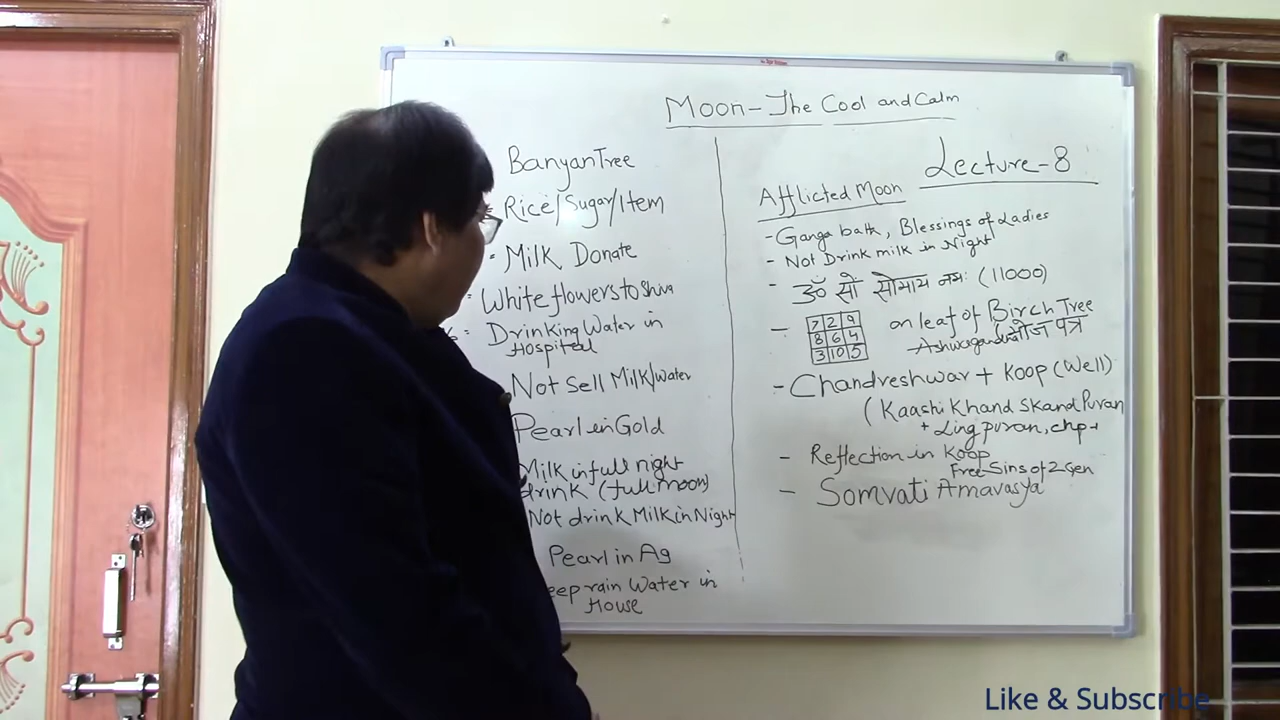 Moon - The Cool and Calm
Lecture-8
Banyan Tree
Rice/Sugar/Item
Milk Donate
White flowers to Shiva
Drinking Water in
Hospital
Not Sell Milk/Water
Pearl in Gold
Milk in full night
drink (full moon)
Not drink Milk in Night
Pearl in Ag
eep rain Water in
House
Afflicted Moon
- Ganga bath, Blessings of Ladies
- Not Drink milk in Night
- ॐ सों सोमाय नमः (11000)
- 7 2 9
8 6 4
3 10 5
on leaf of Birch Tree
Ashwagandha
भोज पत्र
- Chandreshwar + Koop (Well)
(Kaashi Khand Skand Puran
+ Ling puran, chp+
- Reflection in Koop
Free Sins of 2 Gen
- Somvati Amavasya
Like & Subscribe